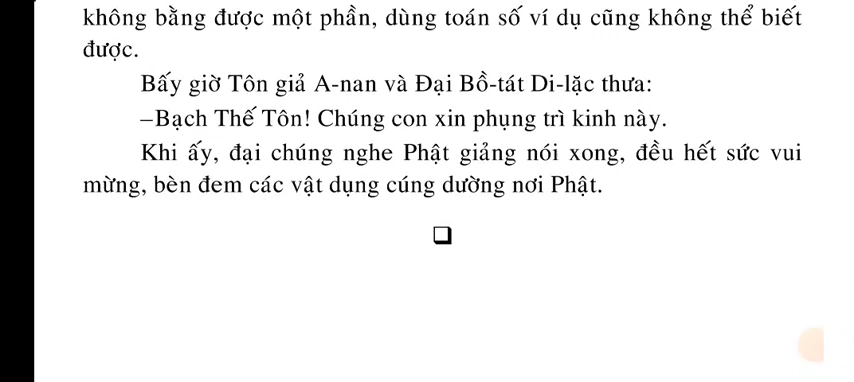 không bằng được một phần, dùng toán số ví dụ cũng không thể biết
được.
Bấy giờ Tôn giả A-nan và Đại Bồ-tát Di-lặc thưa:
–Bạch Thế Tôn! Chúng con xin phụng trì kinh này.
Khi ấy, đại chúng nghe Phật giảng nói xong, đều hết sức vui
mừng, bèn đem các vật dụng cúng dường nơi Phật.